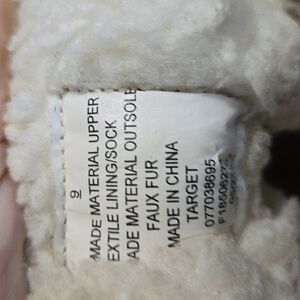 9
MADE MATERIAL UPPER
EXTILE LINING/SOCK
ADE MATERIAL OUTSOLE
FAUX FUR
MADE IN CHINA
TARGET
077038695